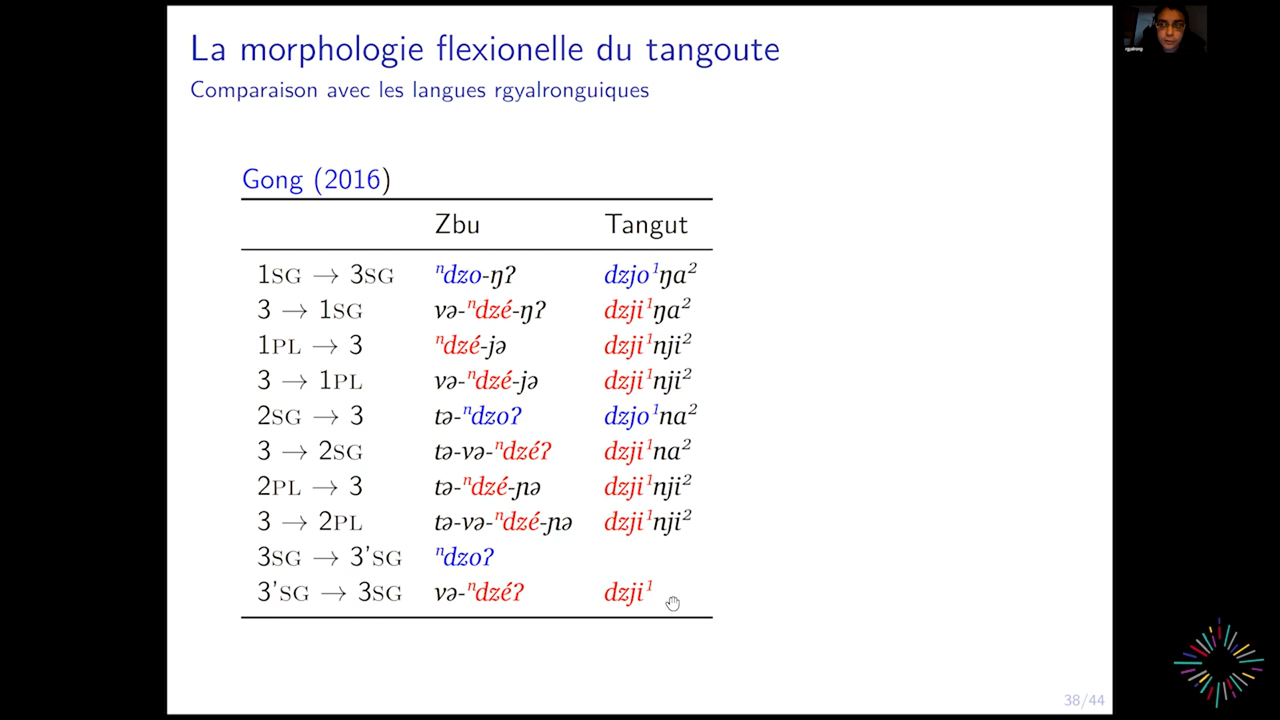 La morphologie flexionelle du tangoute
Comparaison avec les langues rgyalronguiques
Gong (2016)
Zbu Tangut
1SG → 3SG ⁿdzo-ŋʔ dzjo¹ŋa²
3 → 1SG və-ⁿdzé-ŋʔ dzji¹ŋa²
1PL → 3 ⁿdzé-jə dzji¹nji²
3 → 1PL və-ⁿdzé-jə dzji¹nji²
2SG → 3 tə-ⁿdzoʔ dzjo¹na²
3 → 2SG tə-və-ⁿdzéʔ dzji¹na²
2PL → 3 tə-ⁿdzé-ɲə dzji¹nji²
3 → 2PL tə-və-ⁿdzé-ɲə dzji¹nji²
3SG → 3’SG ⁿdzoʔ
3’SG → 3SG və-ⁿdzéʔ dzji¹
38/44
rgyalrong